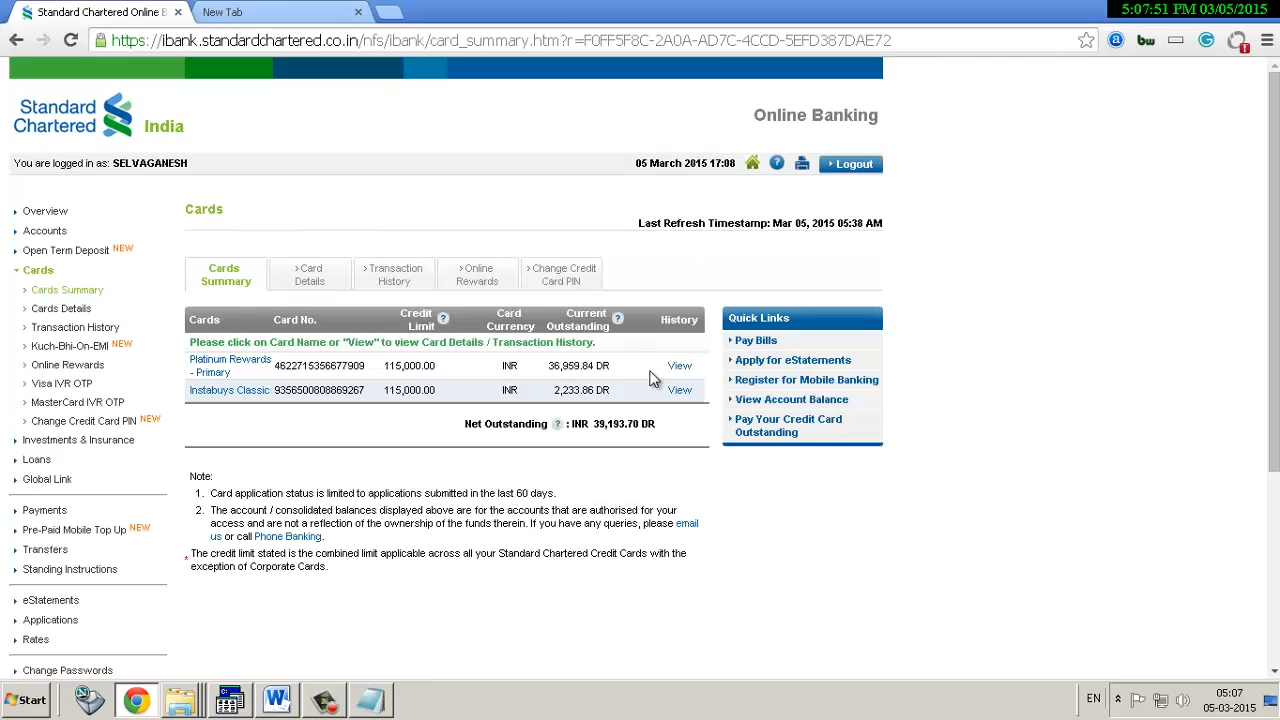 5:07:51 PM 03/05/2015
Standard Chartered Online B
New Tab
https://ibank.standardchartered.co.in/nfs/ibank/card_summary.htm?r=F0FF5F8C-2A0A-AD7C-4CCD-5EFD387DAE72
Standard
Chartered
India
Online Banking
You are logged in as: SELVAGANESH
05 March 2015 17:08
Logout
Overview
Accounts
Open Term Deposit NEW
Cards
Cards Summary
Cards Details
Transaction History
Kuch-Bhi-On-EMI NEW
Online Rewards
Visa IVR OTP
MasterCard IVR OTP
Change Credit Card PIN NEW
Investments & Insurance
Loans
Global Link
Payments
Pre-Paid Mobile Top Up NEW
Transfers
Standing Instructions
eStatements
Applications
Rates
Change Passwords
Cards
Last Refresh Timestamp: Mar 05, 2015 05:38 AM
Cards Summary
Card Details
Transaction History
Online Rewards
Change Credit Card PIN
Cards Card No. Credit Limit Card Currency Current Outstanding History
Please click on Card Name or "View" to view Card Details / Transaction History.
Platinum Rewards - Primary 4622715356677909 115,000.00 INR 36,959.84 DR View
Instabuys Classic 9356500808869267 115,000.00 INR 2,233.86 DR View
Net Outstanding ? : INR 39,193.70 DR
Quick Links
Pay Bills
Apply for eStatements
Register for Mobile Banking
View Account Balance
Pay Your Credit Card
Outstanding
Note:
1. Card application status is limited to applications submitted in the last 60 days.
2. The account / consolidated balances displayed above are for the accounts that are authorised for your
access and are not a reflection of the ownership of the funds therein. If you have any queries, please email
us or call Phone Banking.
* The credit limit stated is the combined limit applicable across all your Standard Chartered Credit Cards with the
exception of Corporate Cards.
Start
EN
05:07
05-03-2015